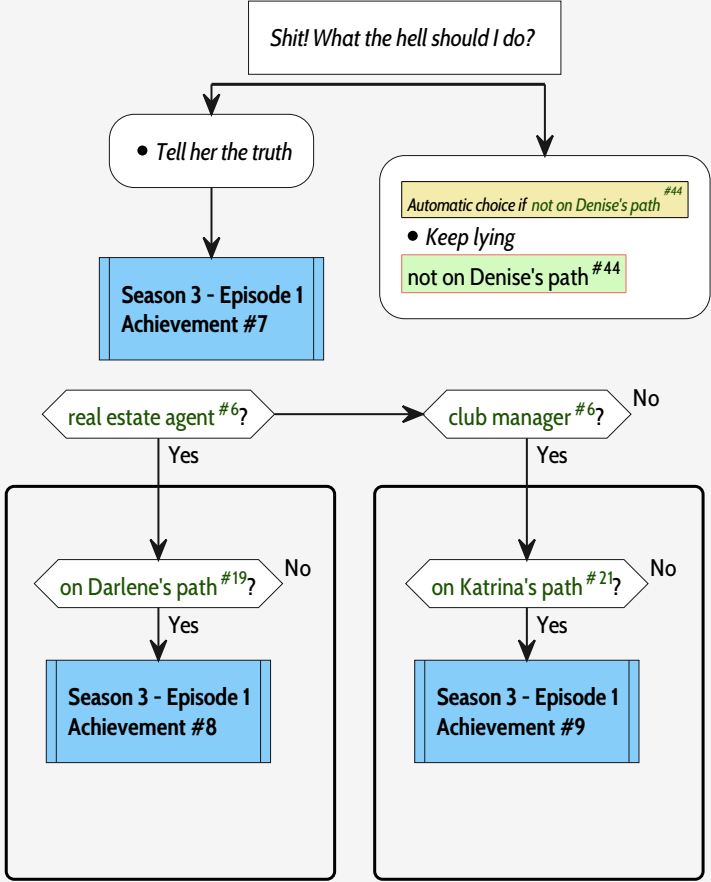 Shit! What the hell should I do?
• Tell her the truth
Automatic choice if not on Denise's path #44
• Keep lying
not on Denise's path #44
Season 3 - Episode 1
Achievement #7
real estate agent #6?
club manager #6?
No
Yes
Yes
on Darlene's path #19?
No
on Katrina's path #21?
No
Yes
Yes
Season 3 - Episode 1
Achievement #8
Season 3 - Episode 1
Achievement #9